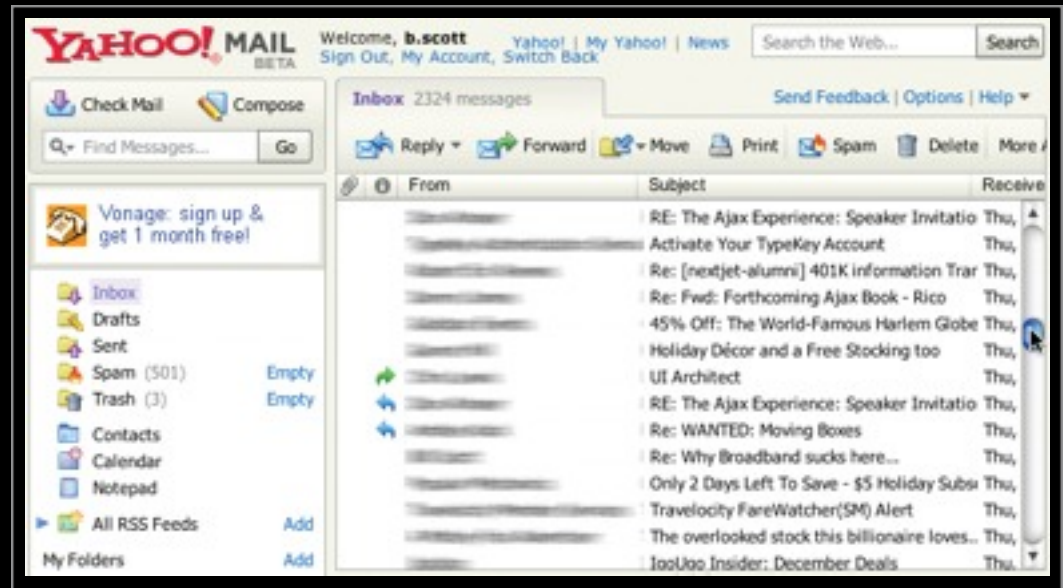 YAHOO! MAIL
BETA
Welcome, b.scott Yahoo! | My Yahoo! | News
Sign Out, My Account, Switch Back
Search the Web... Search
Check Mail Compose
Find Messages... Go
Vonage: sign up &
get 1 month free!
Inbox
Drafts
Sent
Spam (501) Empty
Trash (3) Empty
Contacts
Calendar
Notepad
All RSS Feeds Add
My Folders Add
Inbox 2324 messages
Send Feedback | Options | Help
Reply Forward Move Print Spam Delete More A
From Subject Receive
RE: The Ajax Experience: Speaker Invitatio Thu,
Activate Your TypeKey Account Thu,
Re: [nextjet-alumni] 401K information Trar Thu,
Re: Fwd: Forthcoming Ajax Book - Rico Thu,
45% Off: The World-Famous Harlem Globe Thu,
Holiday Décor and a Free Stocking too Thu,
UI Architect Thu,
RE: The Ajax Experience: Speaker Invitatio Thu,
Re: WANTED: Moving Boxes Thu,
Re: Why Broadband sucks here... Thu,
Only 2 Days Left To Save - $5 Holiday Subs Thu,
Travelocity FareWatcher(SM) Alert Thu,
The overlooked stock this billionaire loves.. Thu,
Insider: December Deals Thu,